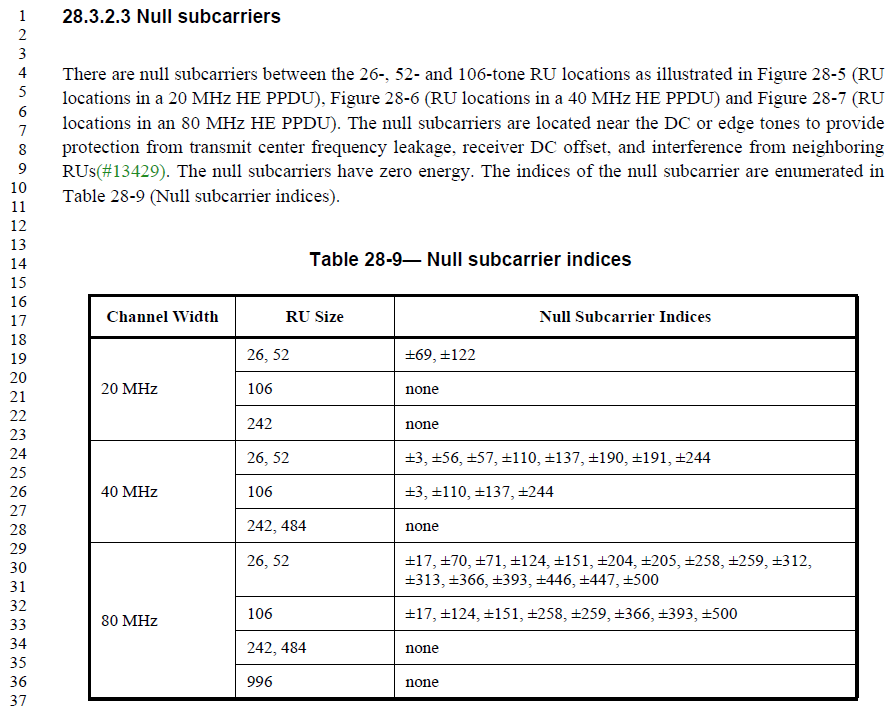 1 28.3.2.3 Null subcarriers
2
3
4 There are null subcarriers between the 26-, 52- and 106-tone RU locations as illustrated in Figure 28-5 (RU
5 locations in a 20 MHz HE PPDU), Figure 28-6 (RU locations in a 40 MHz HE PPDU) and Figure 28-7 (RU
6
7 locations in an 80 MHz HE PPDU). The null subcarriers are located near the DC or edge tones to provide
8 protection from transmit center frequency leakage, receiver DC offset, and interference from neighboring
9 RUs(#13429). The null subcarriers have zero energy. The indices of the null subcarrier are enumerated in
10 Table 28-9 (Null subcarrier indices).
11
12
13
14 Table 28-9— Null subcarrier indices
15
16
17 Channel Width RU Size Null Subcarrier Indices
18
19 26, 52 ±69, ±122
20
21 20 MHz 106 none
22
23 242 none
24 26, 52 ±3, ±56, ±57, ±110, ±137, ±190, ±191, ±244
25
26 40 MHz 106 ±3, ±110, ±137, ±244
27
28 242, 484 none
29
30 26, 52 ±17, ±70, ±71, ±124, ±151, ±204, ±205, ±258, ±259, ±312,
31 ±313, ±366, ±393, ±446, ±447, ±500
32
33 80 MHz 106 ±17, ±124, ±151, ±258, ±259, ±366, ±393, ±500
34 242, 484 none
35
36 996 none
37